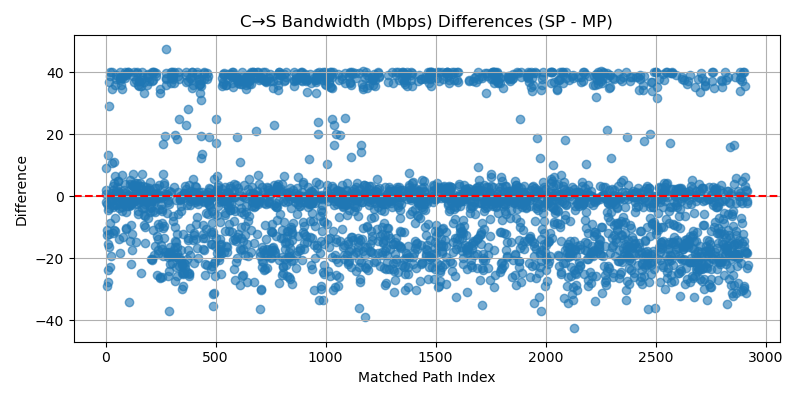 C→S Bandwidth (Mbps) Differences (SP - MP)
Difference
40
20
0
−20
−40
0 500 1000 1500 2000 2500 3000
Matched Path Index